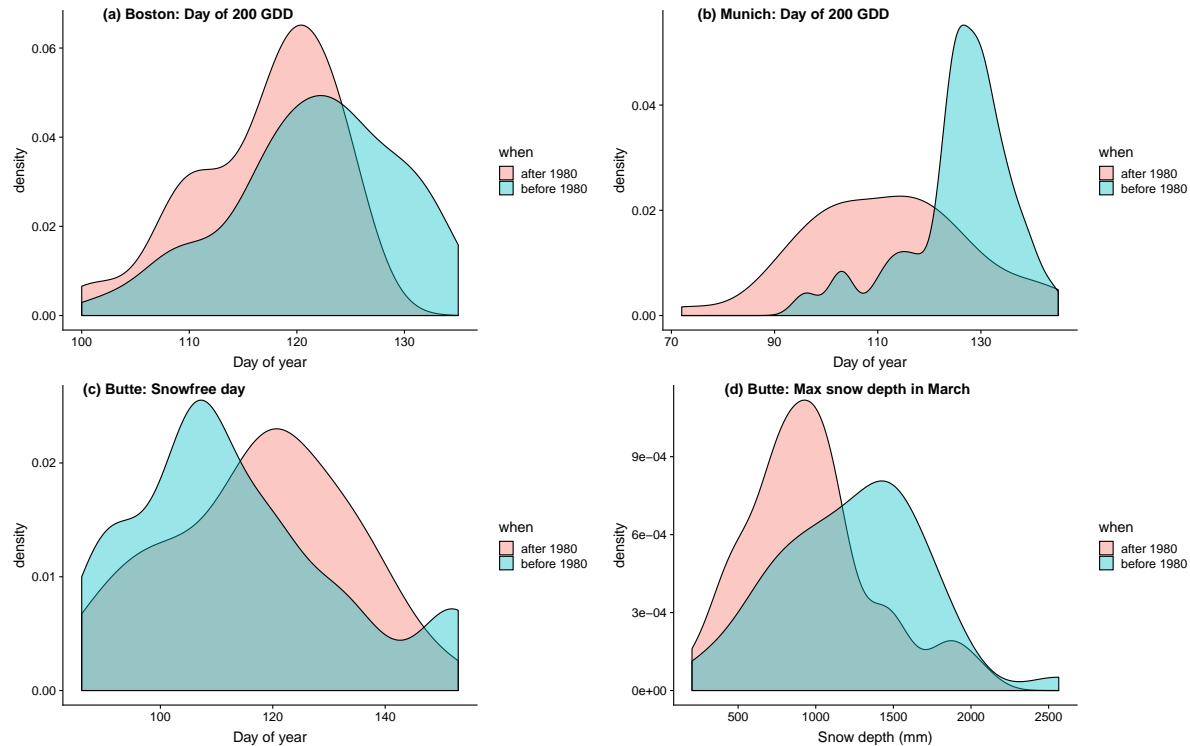 (a) Boston: Day of 200 GDD
0.06
0.04
0.02
0.00
density
100
110
120
130
Day of year
when
after 1980
before 1980
(b) Munich: Day of 200 GDD
0.04
0.02
0.00
density
70
90
110
130
Day of year
when
after 1980
before 1980
(c) Butte: Snowfree day
0.02
0.01
0.00
density
100
120
140
Day of year
when
after 1980
before 1980
(d) Butte: Max snow depth in March
9e−04
6e−04
3e−04
0e+00
density
500
1000
1500
2000
2500
Snow depth (mm)
when
after 1980
before 1980